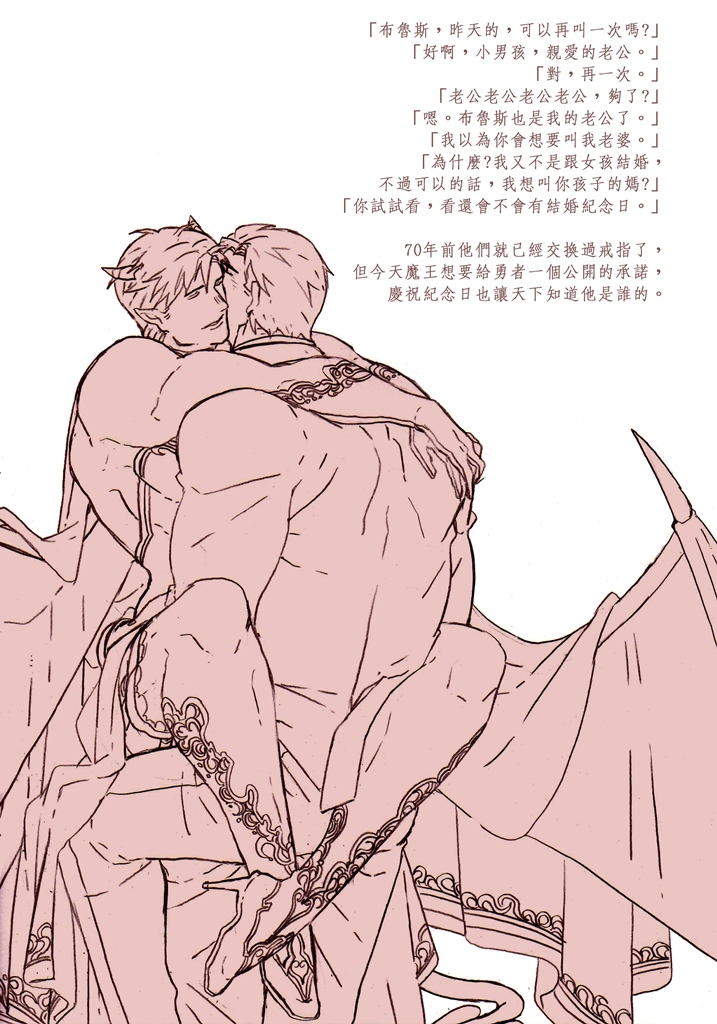 「布魯斯，昨天的，可以再叫一次嗎?」
「好啊，小男孩，親愛的老公。」
「對，再一次。」
「老公老公老公老公，夠了?」
「嗯。布魯斯也是我的老公了。」
「我以為你會想要叫我老婆。」
「為什麼?我又不是跟女孩結婚，
不過可以的話，我想叫你孩子的媽?」
「你試試看，看還會不會有結婚紀念日。」
70年前他們就已經交換過戒指了，
但今天魔王想要給勇者一個公開的承諾，
慶祝紀念日也讓天下知道他是誰的。